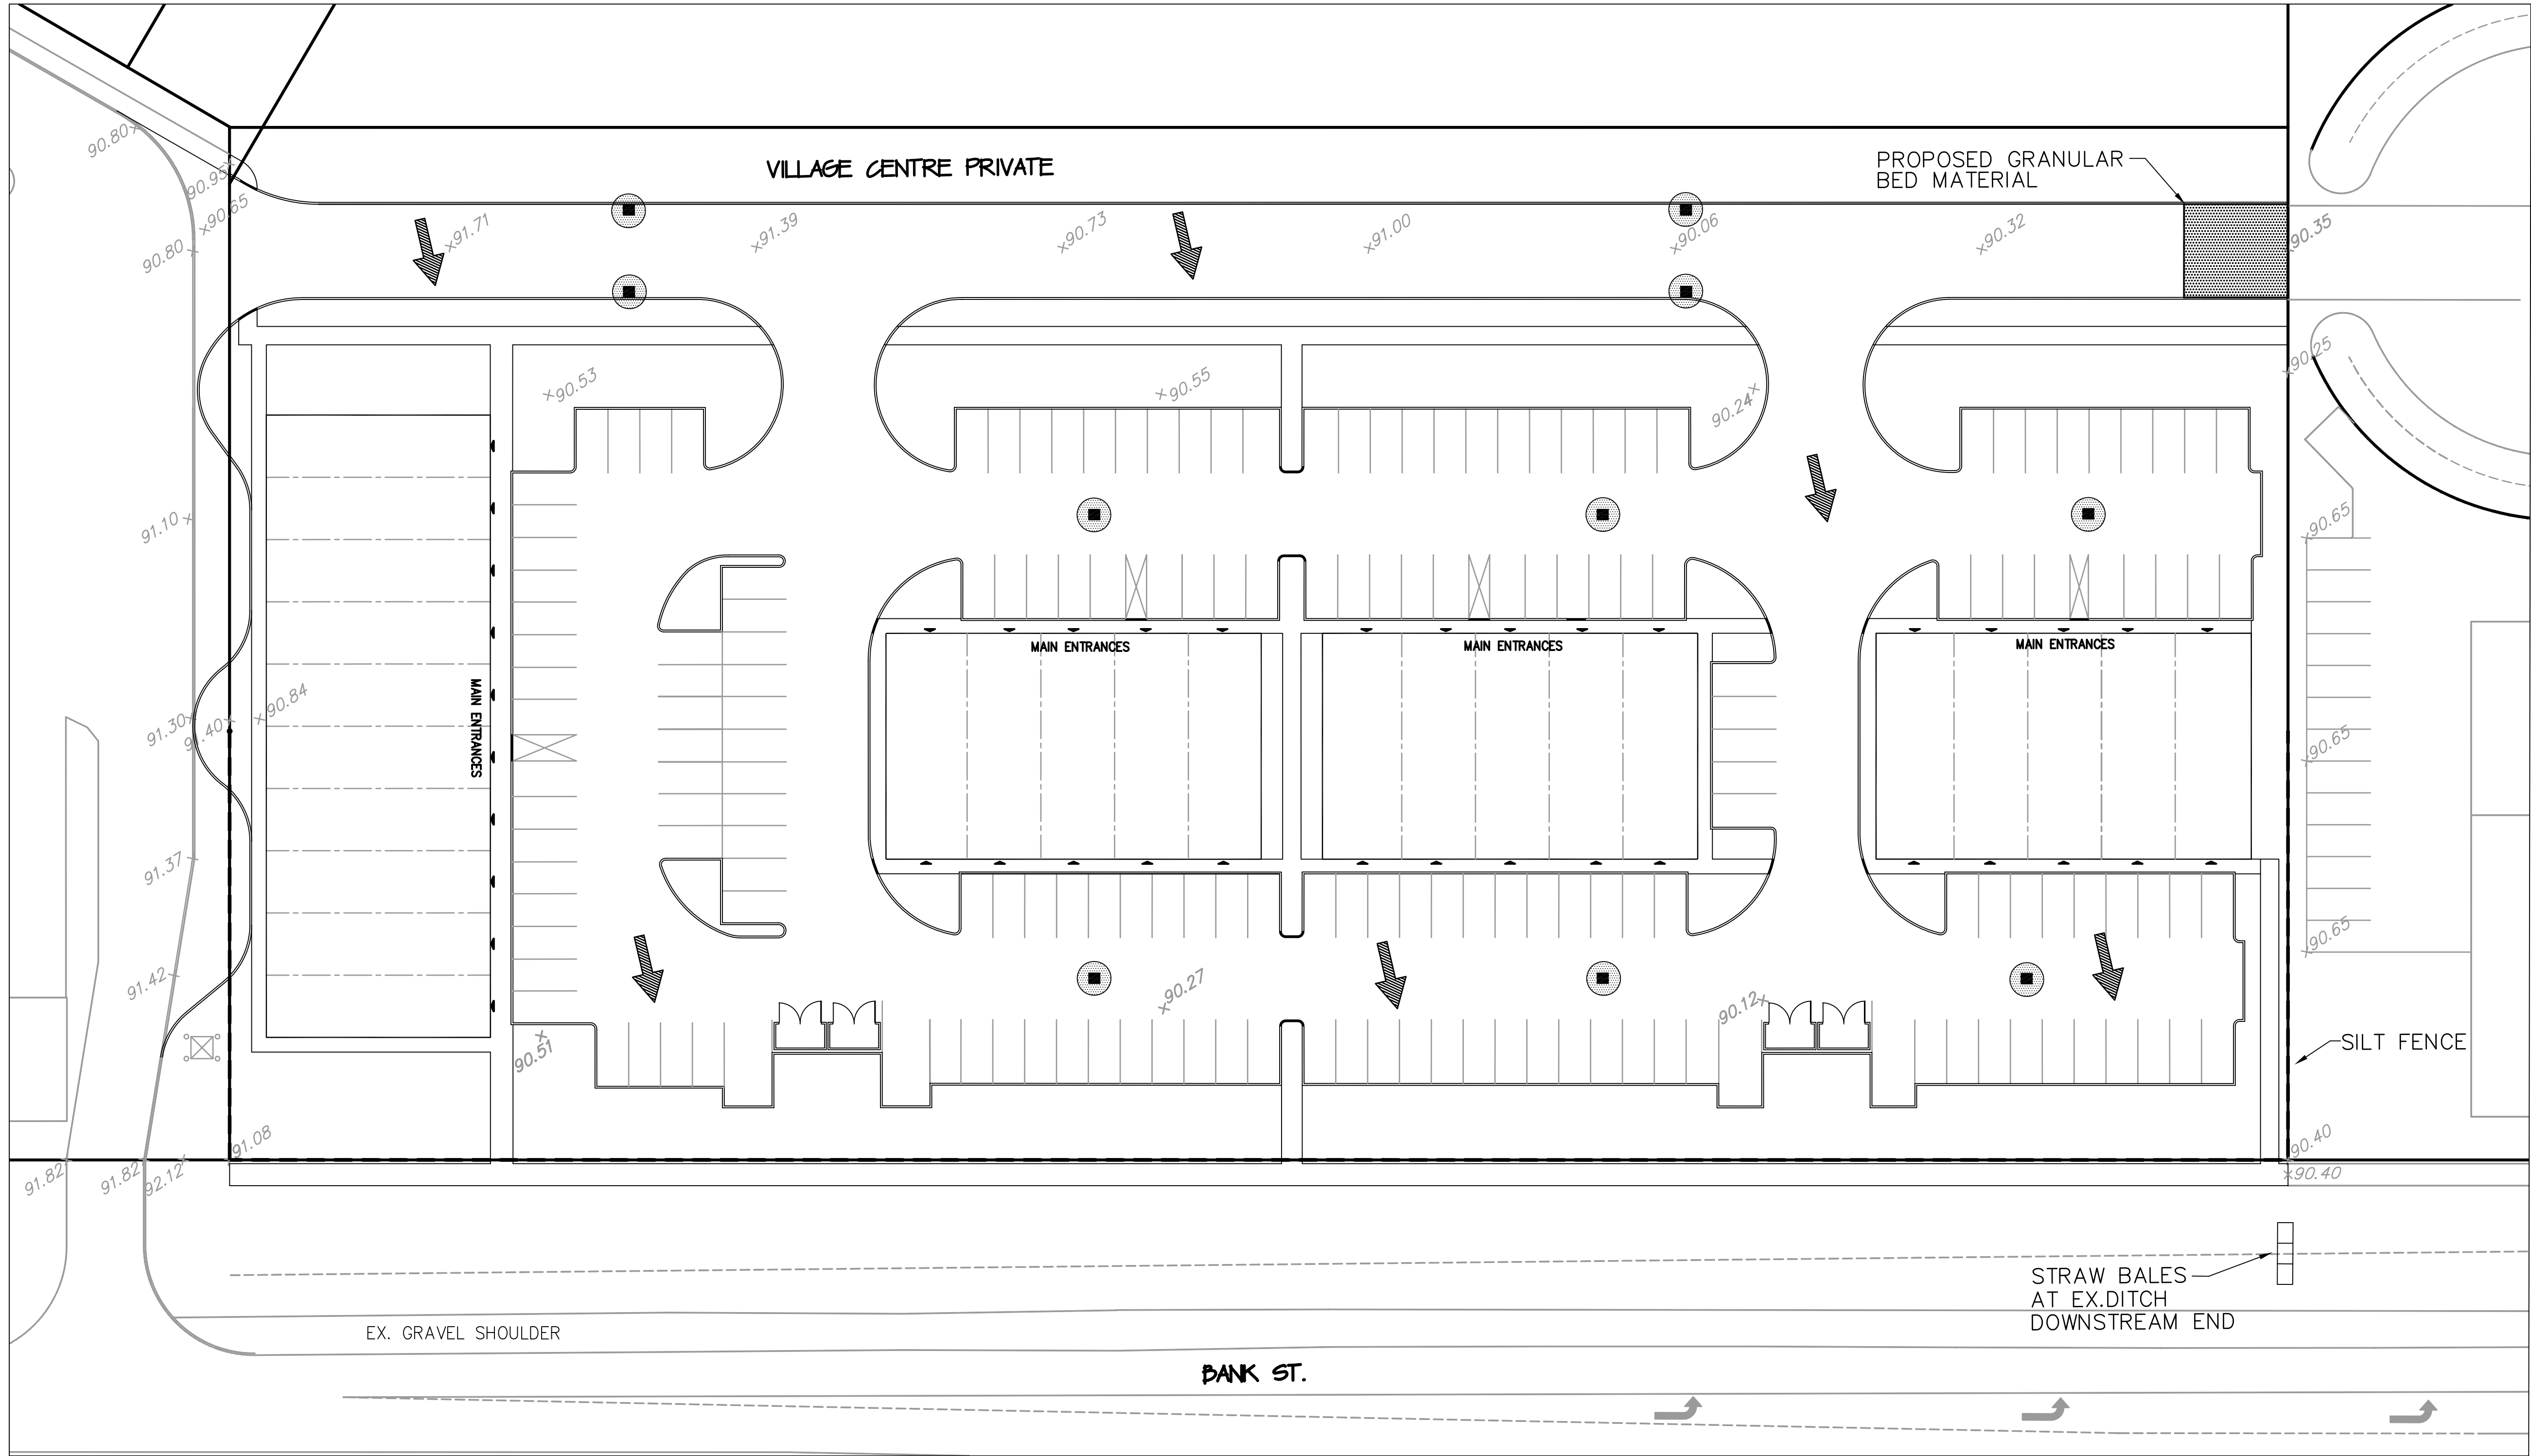 90.80
90.95
90.65
90.80
VILLAGE CENTRE PRIVATE
PROPOSED GRANULAR
BED MATERIAL
91.71
91.39
90.73
91.00
90.06
90.32
90.35
90.25
90.53
90.55
90.24
91.10
90.65
MAIN ENTRANCES
MAIN ENTRANCES
MAIN ENTRANCES
MAIN ENTRANCES
90.84
91.30
91.40
90.65
91.37
91.42
90.65
90.27
90.12
90.51
SILT FENCE
91.08
90.40
91.82
91.82
92.12
90.40
STRAW BALES
AT EX.DITCH
DOWNSTREAM END
EX. GRAVEL SHOULDER
BANK ST.